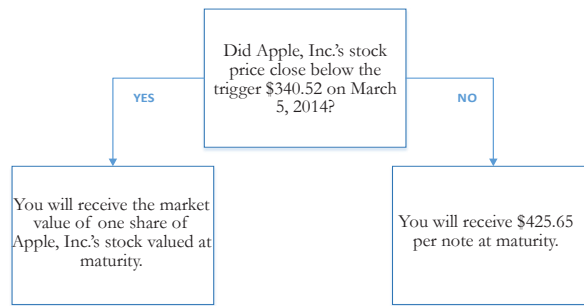 Did Apple, Inc.'s stock
price close below the
trigger $340.52 on March
5, 2014?
YES
NO
You will receive the market
value of one share of
Apple, Inc.'s stock valued at
maturity.
You will receive $425.65
per note at maturity.